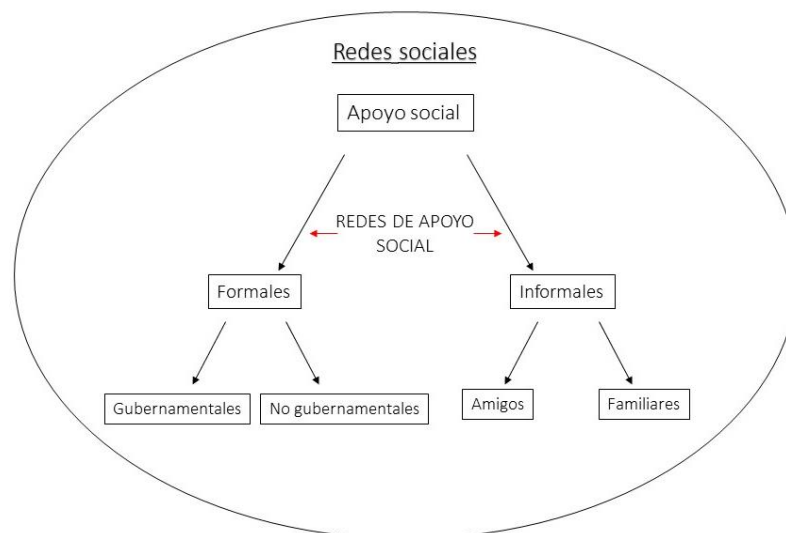 Redes sociales
Apoyo social
REDES DE APOYO
SOCIAL
Formales
Informales
Gubernamentales
No gubernamentales
Amigos
Familiares